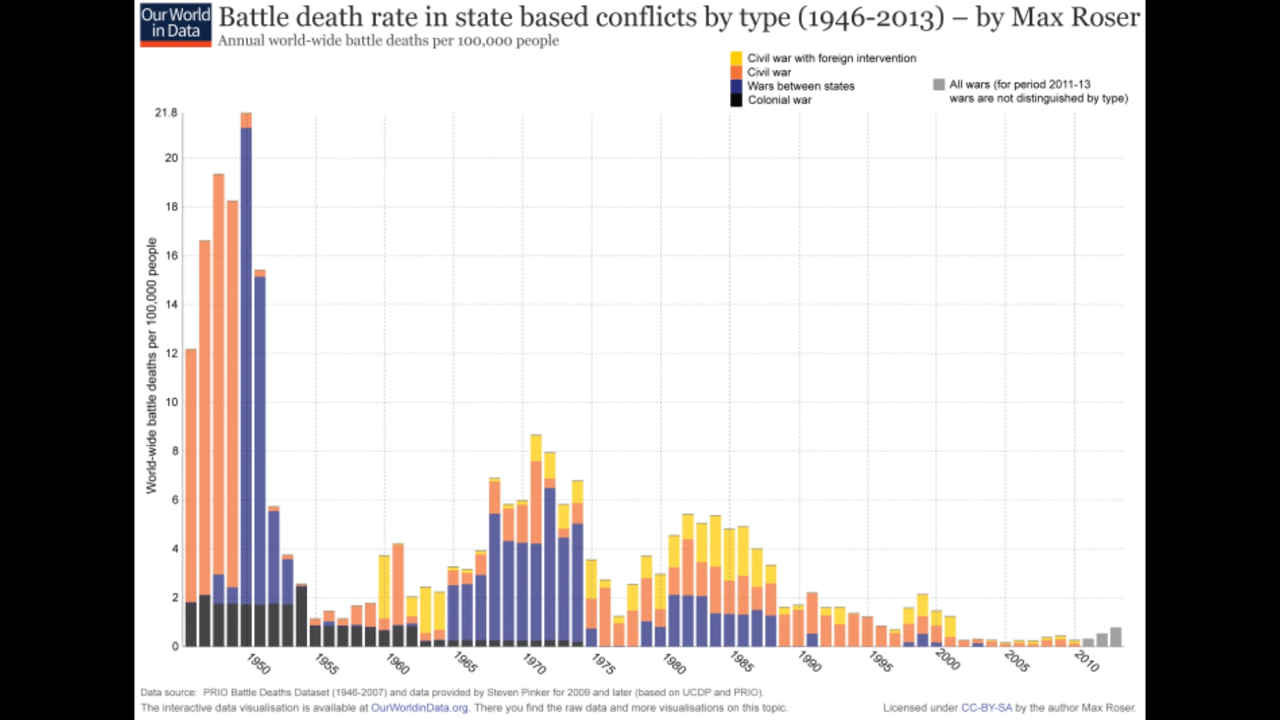 Our World
in Data
Battle death rate in state based conflicts by type (1946-2013) – by Max Roser
Annual world-wide battle deaths per 100,000 people
Civil war with foreign intervention
Civil war
Wars between states
Colonial war
All wars (for period 2011-13
wars are not distinguished by type)
World-wide battle deaths per 100,000 people
21.8
20
18
16
14
12
10
8
6
4
2
0
1950
1955
1960
1965
1970
1975
1980
1985
1990
1995
2000
2005
2010
Data source: PRIO Battle Deaths Dataset (1946-2007) and data provided by Steven Pinker for 2009 and later (based on UCDP and PRIO).
The interactive data visualisation is available at OurWorldinData.org. There you find the raw data and more visualisations on this topic.
Licensed under CC-BY-SA by the author Max Roser.